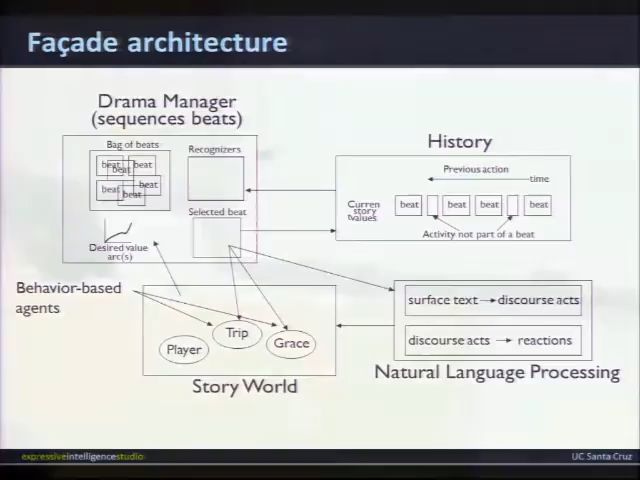 Façade architecture
Drama Manager
(sequences beats)
Bag of beats
beat
beat
beat
beat
beat
beat
Recognizers
Selected beat
Desired value
arc(s)
History
Previous action
time
Curren
story
tvalues
beat
beat
beat
beat
Activity not part of a beat
Behavior-based
agents
Player
Trip
Grace
Story World
surface text
discourse acts
discourse acts
reactions
Natural Language Processing
expressiveintelligencestudio
UC Santa Cruz